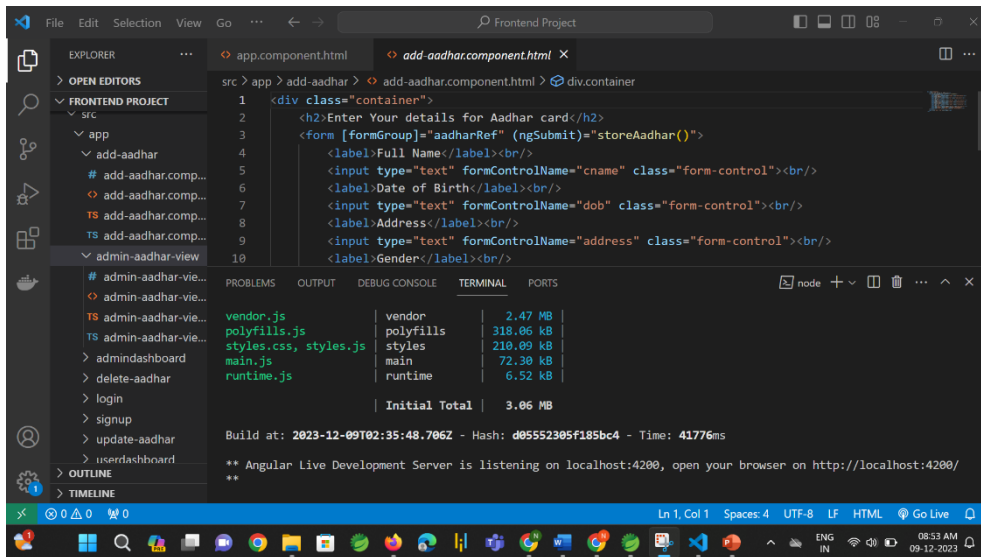 File Edit Selection View Go ··· Frontend Project
EXPLORER ···
OPEN EDITORS
FRONTEND PROJECT
src
app
add-aadhar
# add-aadhar.comp...
<> add-aadhar.comp...
TS add-aadhar.comp...
TS add-aadhar.comp...
admin-aadhar-view
# admin-aadhar-vie...
<> admin-aadhar-vie...
TS admin-aadhar-vie...
TS admin-aadhar-vie...
admindashboard
delete-aadhar
login
signup
update-aadhar
userdashboard
OUTLINE
TIMELINE
1
<> app.component.html <> add-aadhar.component.html
src > app > add-aadhar > <> add-aadhar.component.html > div.container
1 <div class="container">
2 <h2>Enter Your details for Aadhar card</h2>
3 <form [formGroup]="aadharRef" (ngSubmit)="storeAadhar()">
4 <label>Full Name</label><br/>
5 <input type="text" formControlName="cname" class="form-control"><br/>
6 <label>Date of Birth</label><br/>
7 <input type="text" formControlName="dob" class="form-control"><br/>
8 <label>Address</label><br/>
9 <input type="text" formControlName="address" class="form-control"><br/>
10 <label>Gender</label><br/>
PROBLEMS OUTPUT DEBUG CONSOLE TERMINAL PORTS node
vendor.js | vendor | 2.47 MB |
polyfills.js | polyfills | 318.06 kB |
styles.css, styles.js | styles | 210.09 kB |
main.js | main | 72.30 kB |
runtime.js | runtime | 6.52 kB |
| Initial Total | 3.06 MB
Build at: 2023-12-09T02:35:48.706Z - Hash: d05552305f185bc4 - Time: 41776ms
** Angular Live Development Server is listening on localhost:4200, open your browser on http://localhost:4200/
**
0 0 0 Ln 1, Col 1 Spaces: 4 UTF-8 LF HTML Go Live
ENG
IN
08:53 AM
09-12-2023